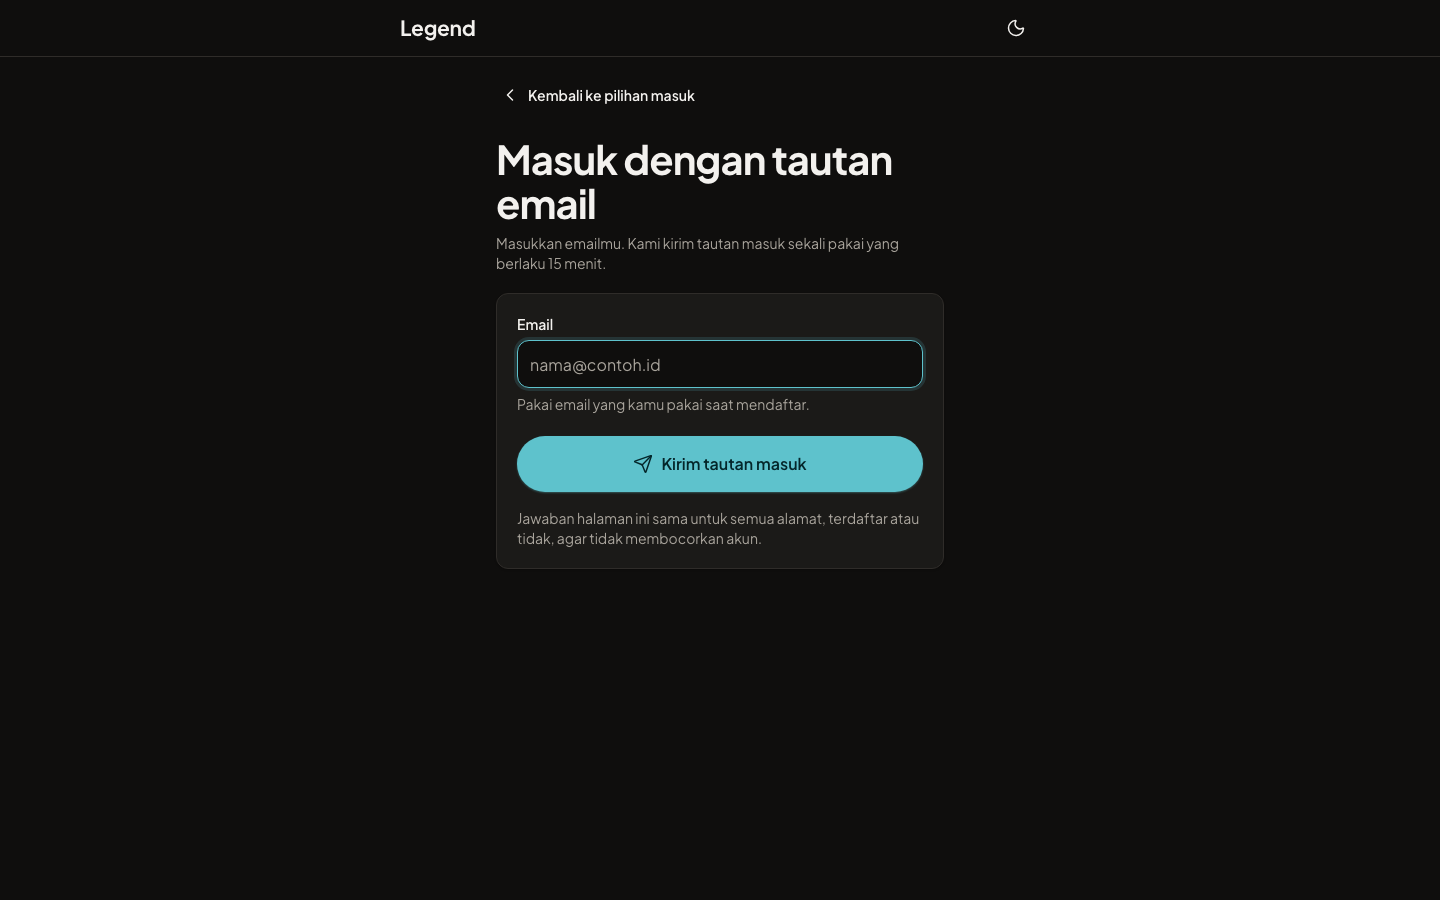 Legend
Kembali ke pilihan masuk
Masuk dengan tautan
email
Masukkan emailmu. Kami kirim tautan masuk sekali pakai yang
berlaku 15 menit.
Email
nama@contoh.id
Pakai email yang kamu pakai saat mendaftar.
Kirim tautan masuk
Jawaban halaman ini sama untuk semua alamat, terdaftar atau
tidak, agar tidak membocorkan akun.